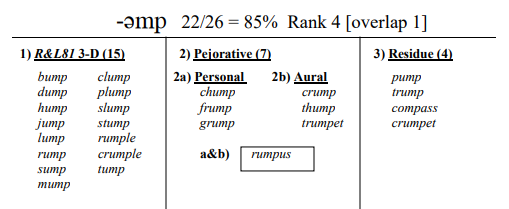 -əmp 22/26 = 85% Rank 4 [overlap 1]
1) R&L81 3-D (15) 2) Pejorative (7) 3) Residue (4)
bump clump 2a) Personal 2b) Aural pump
dump plump chump crump trump
hump slump frump thump compass
jump stump grump trumpet crumpet
lump rumple
rump crumple a&b) rumpus
sump tump
mump